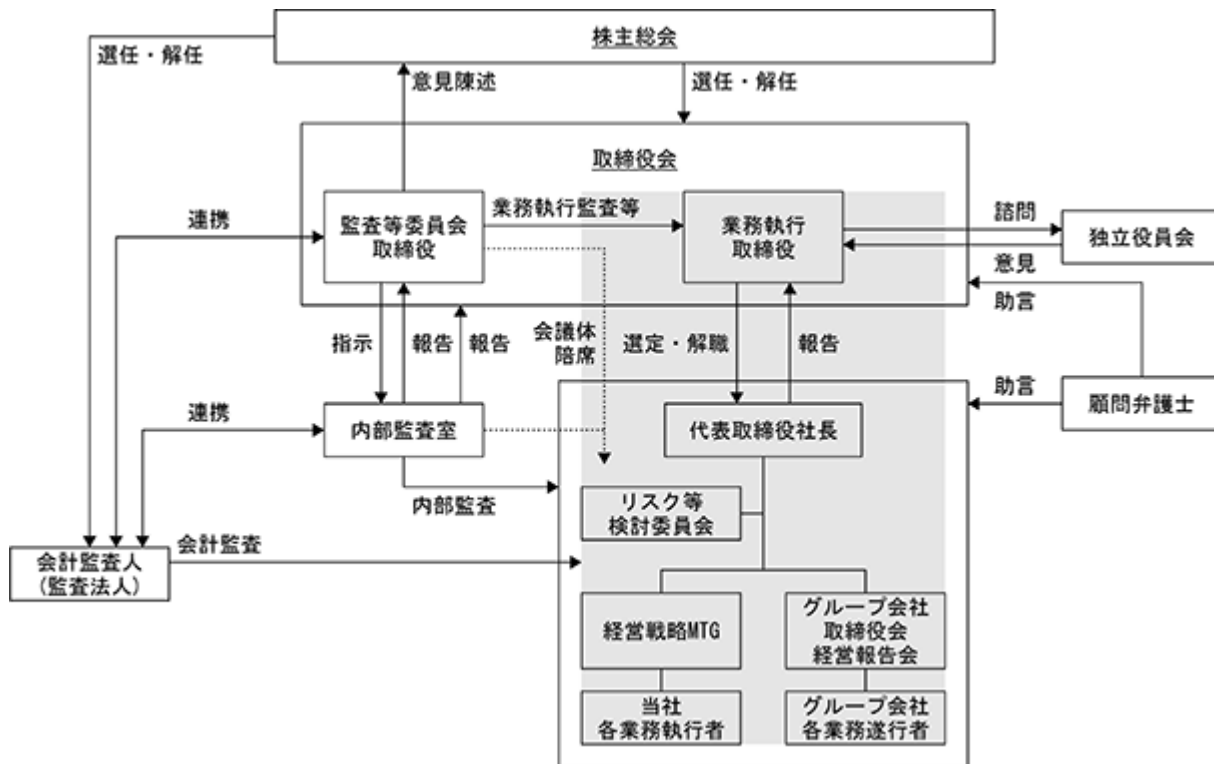 株主総会
選任・解任
意見陳述
選任・解任
取締役会
監査等委員会
取締役
業務執行監査等
業務執行
取締役
諮問
独立役員会
意見
連携
助言
指示
報告
報告
会議体
陪席
選定・解職
報告
助言
顧問弁護士
連携
内部監査室
代表取締役社長
内部監査
リスク等
検討委員会
会計監査人
(監査法人)
会計監査
経営戦略MTG
グループ会社
取締役会
経営報告会
当社
各業務執行者
グループ会社
各業務遂行者